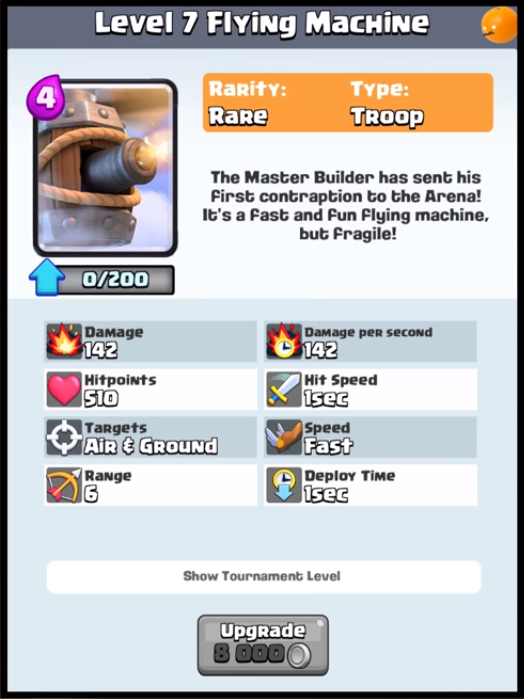 Level 7 Flying Machine
4
Rarity: Type:
Rare Troop
The Master Builder has sent his
first contraption to the Arena!
It's a fast and fun flying machine,
but fragile!
0/200
Damage Damage per second
142 142
Hitpoints Hit Speed
510 1sec
Targets Speed
Air & Ground Fast
Range Deploy Time
6 1sec
Show Tournament Level
Upgrade
8 000